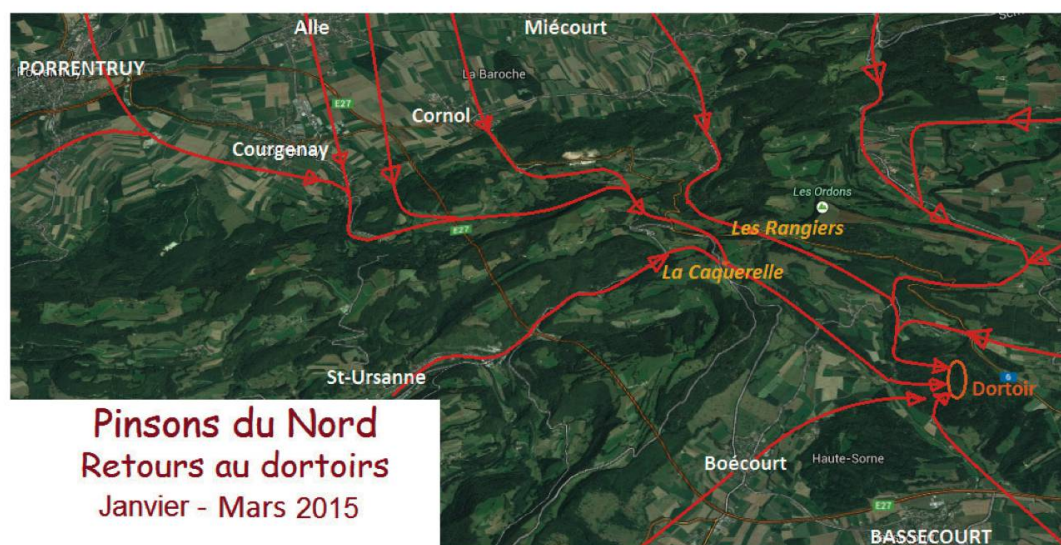 Alle
Miécourt
PORRENTRUY
La Baroche
E27
Cornol
Courgenay
Les Ordons
E27
Les Rangiers
La Caquerelle
St-Ursanne
6
Dortoir
Pinsons du Nord
Retours au dortoirs
Janvier - Mars 2015
Boécourt
Haute-Sorne
E27
BASSECOURT